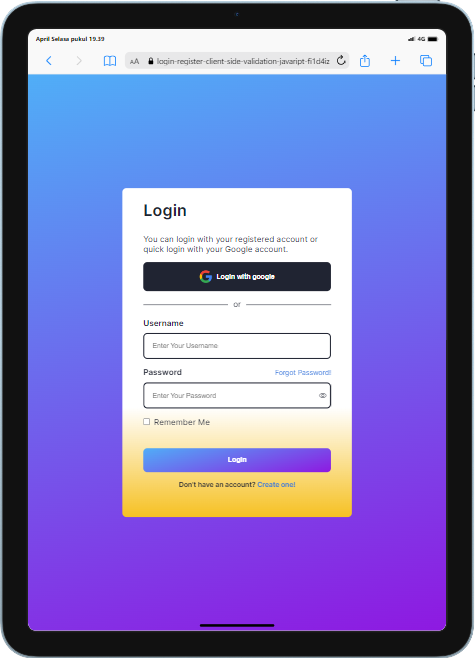 April Selasa pukul 19.39
4G
AA
login-register-client-side-validation-javaript-fi1d4iz
Login
You can login with your registered account or
quick login with your Google account.
Login with google
or
Username
Enter Your Username
Password Forgot Password!
Enter Your Password
Remember Me
Login
Don't have an account? Create one!